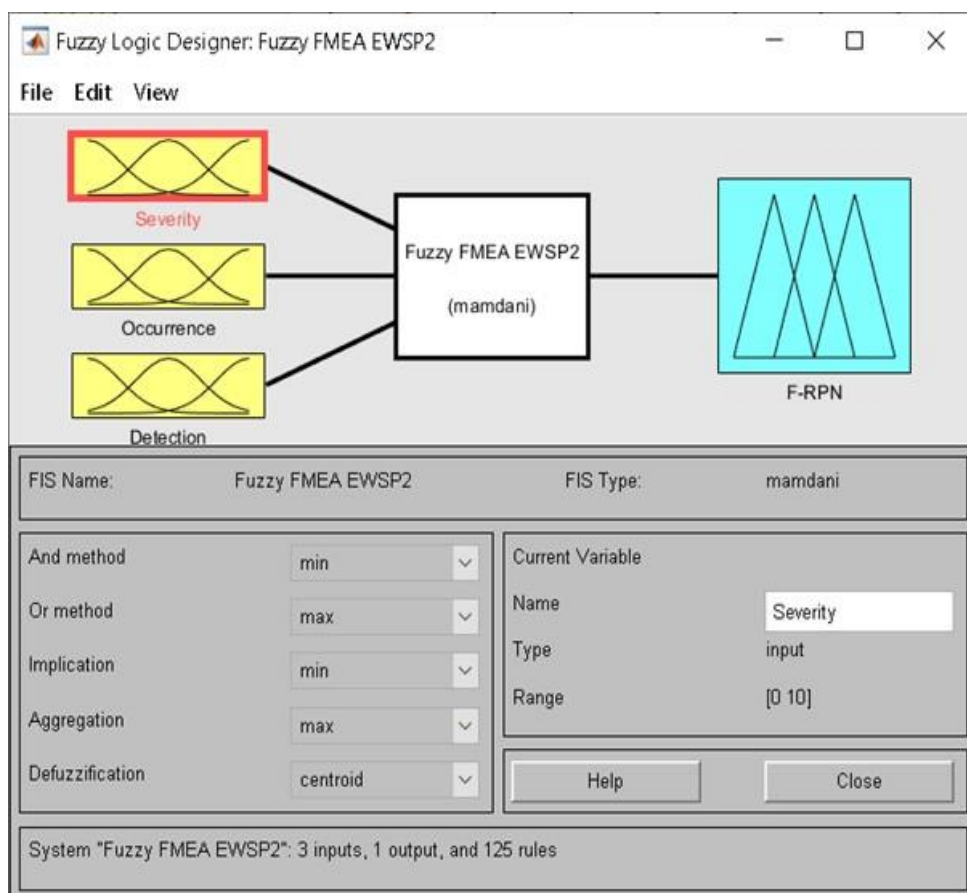 Fuzzy Logic Designer: Fuzzy FMEA EWSP2
File Edit View
Severity
Occurrence
Detection
Fuzzy FMEA EWSP2
(mamdani)
F-RPN
FIS Name: Fuzzy FMEA EWSP2 FIS Type: mamdani
And method min
Or method max
Implication min
Aggregation max
Defuzzification centroid
Current Variable
Name Severity
Type input
Range [0 10]
Help Close
System "Fuzzy FMEA EWSP2": 3 inputs, 1 output, and 125 rules